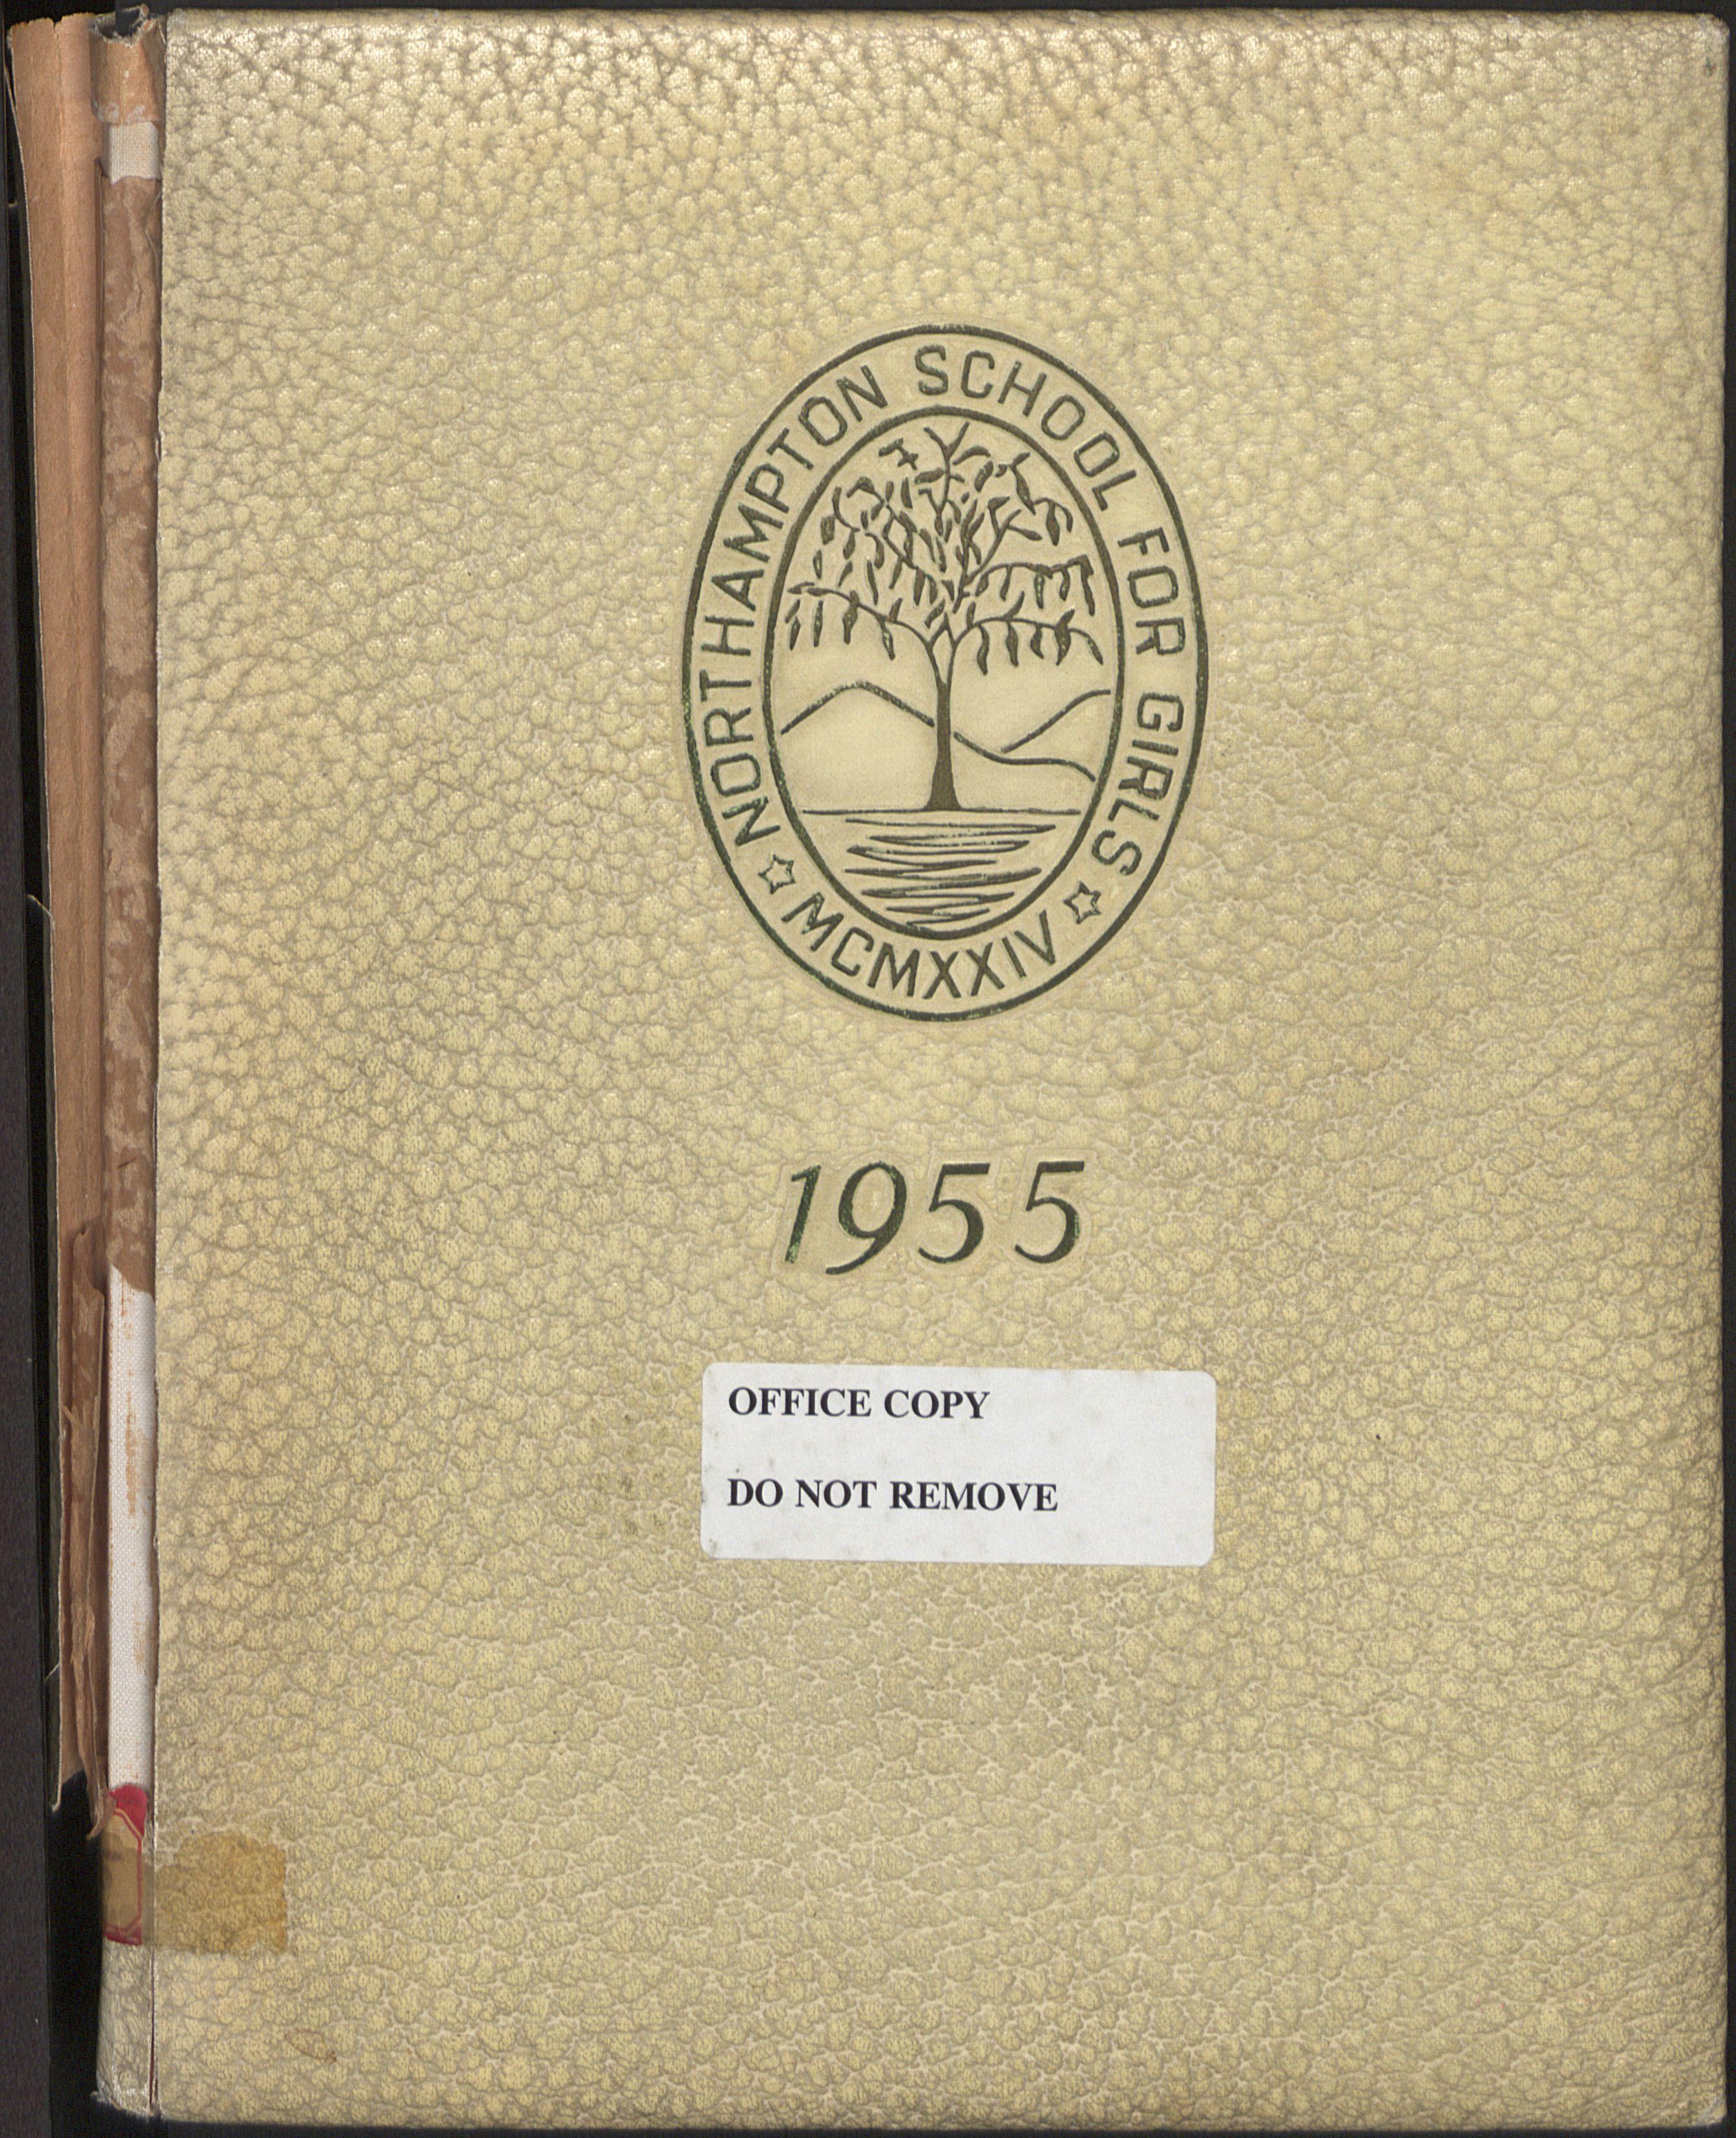 NORTHAMPTON SCHOOL FOR GIRLS
MCMXXIV
1955
OFFICE COPY
DO NOT REMOVE